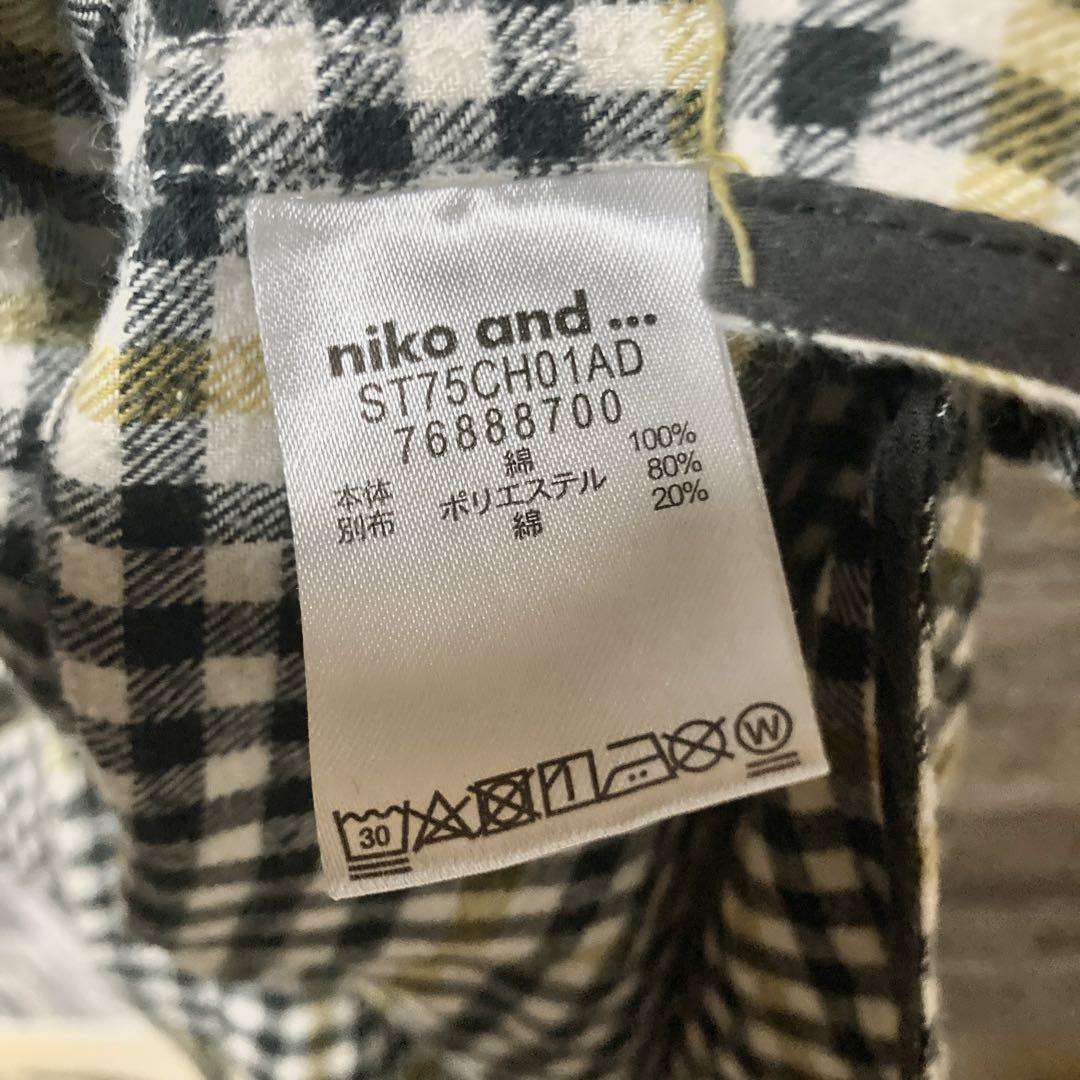 niko and ...
ST75CH01AD
76888700
本体 綿 100%
別布 ポリエステル 80%
綿 20%
30 W